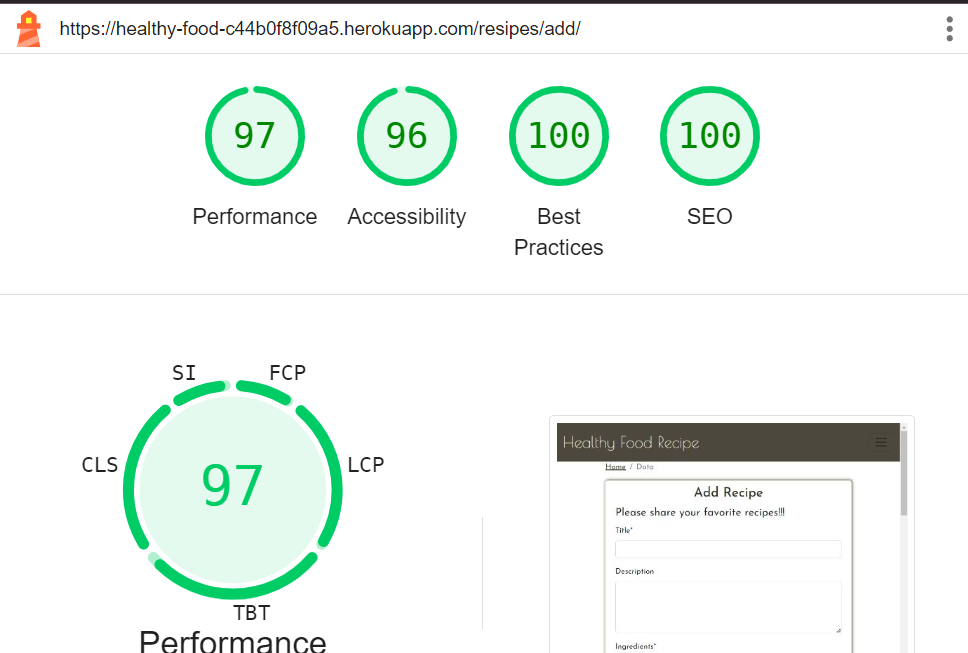 https://healthy-food-c44b0f8f09a5.herokuapp.com/resipes/add/
97
96
100
100
Performance
Accessibility
Best
Practices
SEO
SI
FCP
CLS
LCP
97
TBT
Performance
Healthy Food Recipe
Home / Data
Add Recipe
Please share your favorite recipes!!!
Title*
Description
Ingredients*